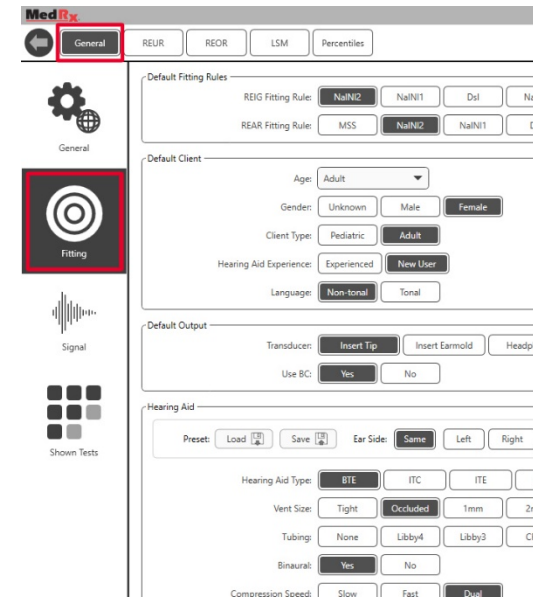 MedRx
General REUR REOR LSM Percentiles
Default Fitting Rules
REIG Fitting Rule: NalNl2 NalNl1 Dsl
REAR Fitting Rule: MSS NalNl2 NalNl1
General
Default Client
Age: Adult
Gender: Unknown Male Female
Client Type: Pediatric Adult
Fitting
Hearing Aid Experience: Experienced New User
Language: Non-tonal Tonal
Default Output
Transducer: Insert Tip Insert Earmold Headp
Signal
Use BC: Yes No
Hearing Aid
Preset: Load Save Ear Side: Same Left Right
Shown Tests
Hearing Aid Type: BTE ITC ITE
Vent Size: Tight Occluded 1mm
Tubing: None Libby4 Libby3
Binaural: Yes No
Compression Speed: Slow Fast Dual